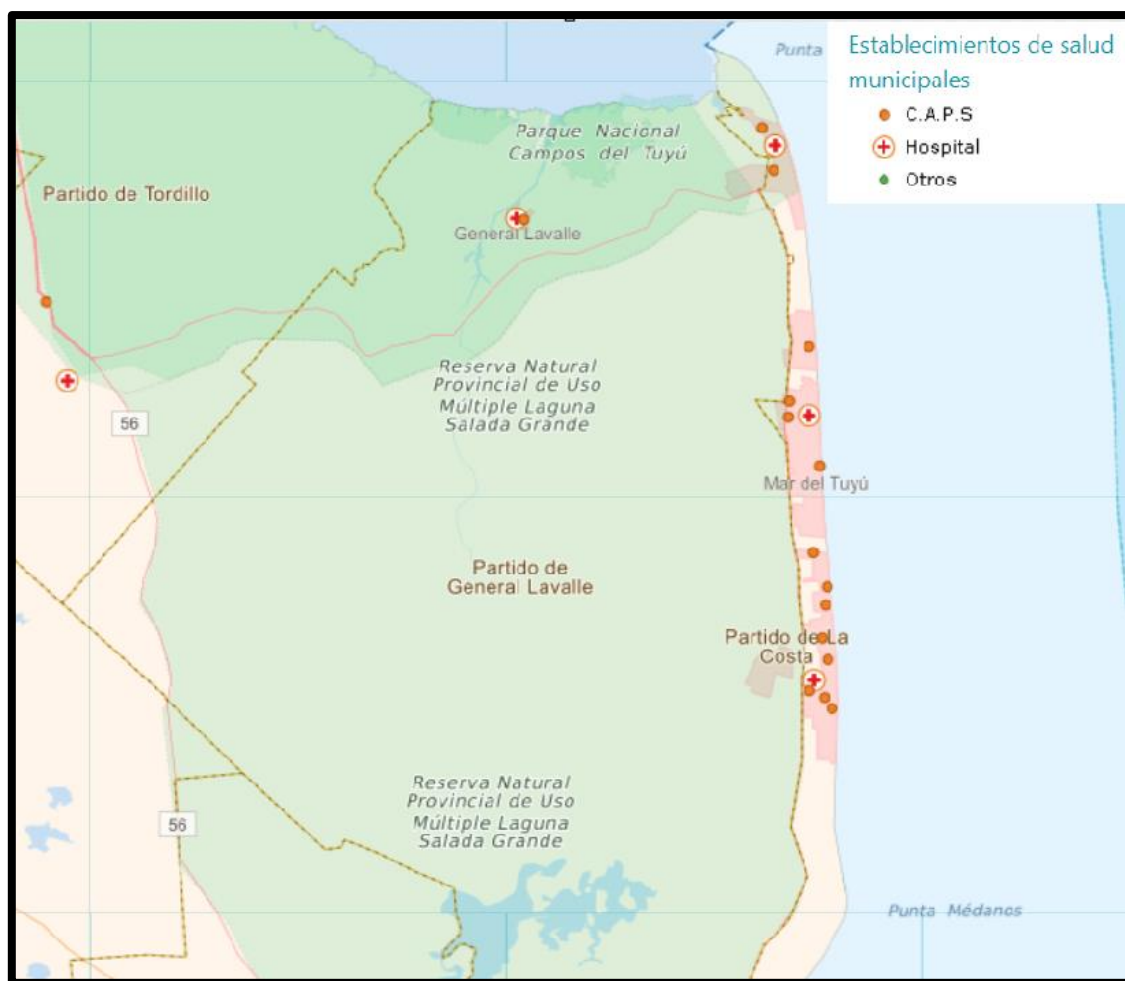 Punta
Establecimientos de salud
municipales
C.A.P.S
Hospital
Otros
Parque Nacional
Campos del Tuyú
Partido de Tordillo
General Lavalle
Reserva Natural
Provincial de Uso
Múltiple Laguna
Salada Grande
56
Mar del Tuyú
Partido de
General Lavalle
Partido de La
Costa
Reserva Natural
Provincial de Uso
Múltiple Laguna
Salada Grande
56
Punta Médanos